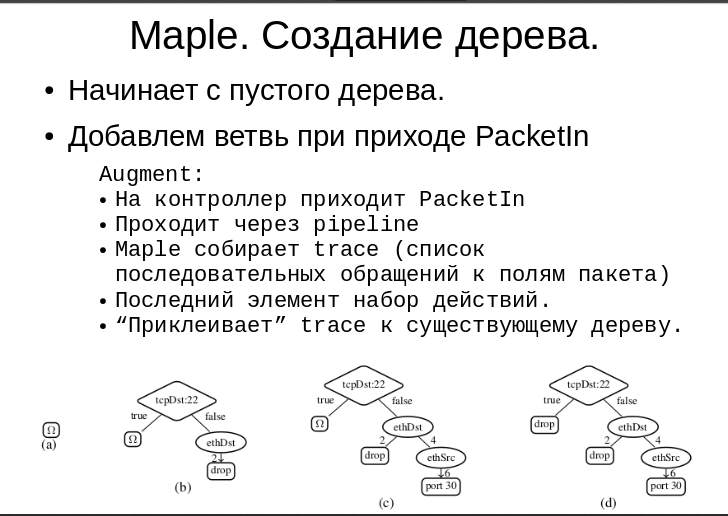 Maple. Создание дерева.
• Начинает с пустого дерева.
• Добавлем ветвь при приходе PacketIn
Augment:
• На контроллер приходит PacketIn
• Проходит через pipeline
• Maple собирает trace (список
последовательных обращений к полям пакета)
• Последний элемент набор действий.
• “Приклеивает” trace к существующему дереву.
Ω
(a)
tcpDst:22
true false
Ω ethDst
2
drop
(b)
tcpDst:22
true false
Ω ethDst
2 4
drop ethSrc
6
port 30
(c)
tcpDst:22
true false
drop ethDst
2 4
drop ethSrc
6
port 30
(d)